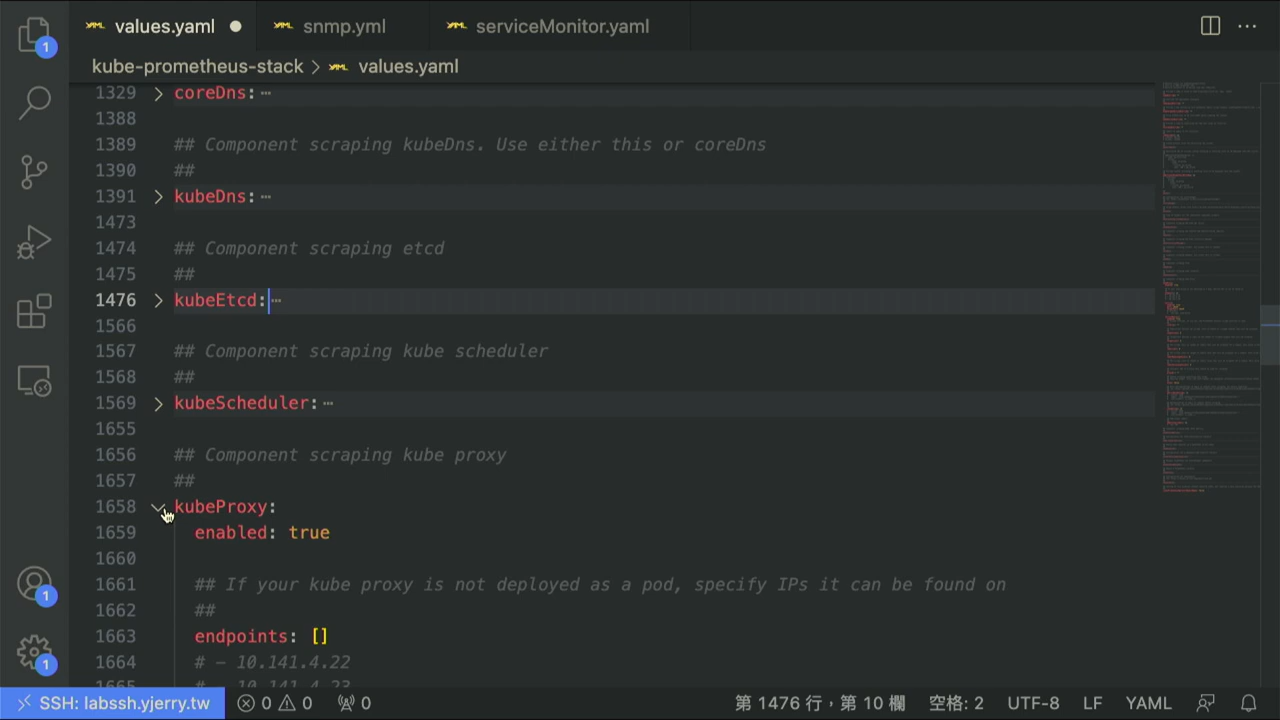 values.yaml snmp.yml serviceMonitor.yaml
kube-prometheus-stack > values.yaml
1329 coreDns:
1388
1389 ## Component scraping kubeDns. Use either this or coreDns
1390 ##
1391 kubeDns:
1473
1474 ## Component scraping etcd
1475 ##
1476 kubeEtcd:
1566
1567 ## Component scraping kube scheduler
1568 ##
1569 kubeScheduler:
1655
1656 ## Component scraping kube proxy
1657 ##
1658 kubeProxy:
1659 enabled: true
1660
1661 ## If your kube proxy is not deployed as a pod, specify IPs it can be found on
1662 ##
1663 endpoints: []
1664 # - 10.141.4.22
1665 # - 10.141.4.23
1
1
1
SSH: labssh.yjerry.tw 0 0 0 第 1476 行，第 10 欄 空格: 2 UTF-8 LF YAML